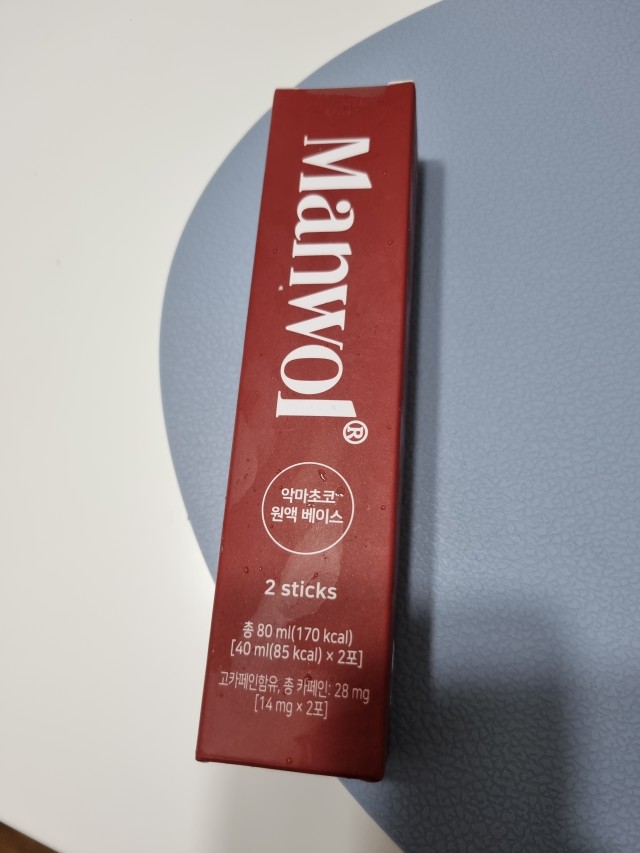 Manwol®
악마초코
원액 베이스
2 sticks
총 80 ml(170 kcal)
[40 ml(85 kcal) × 2포]
고카페인함유, 총 카페인: 28 mg
[14 mg × 2포]